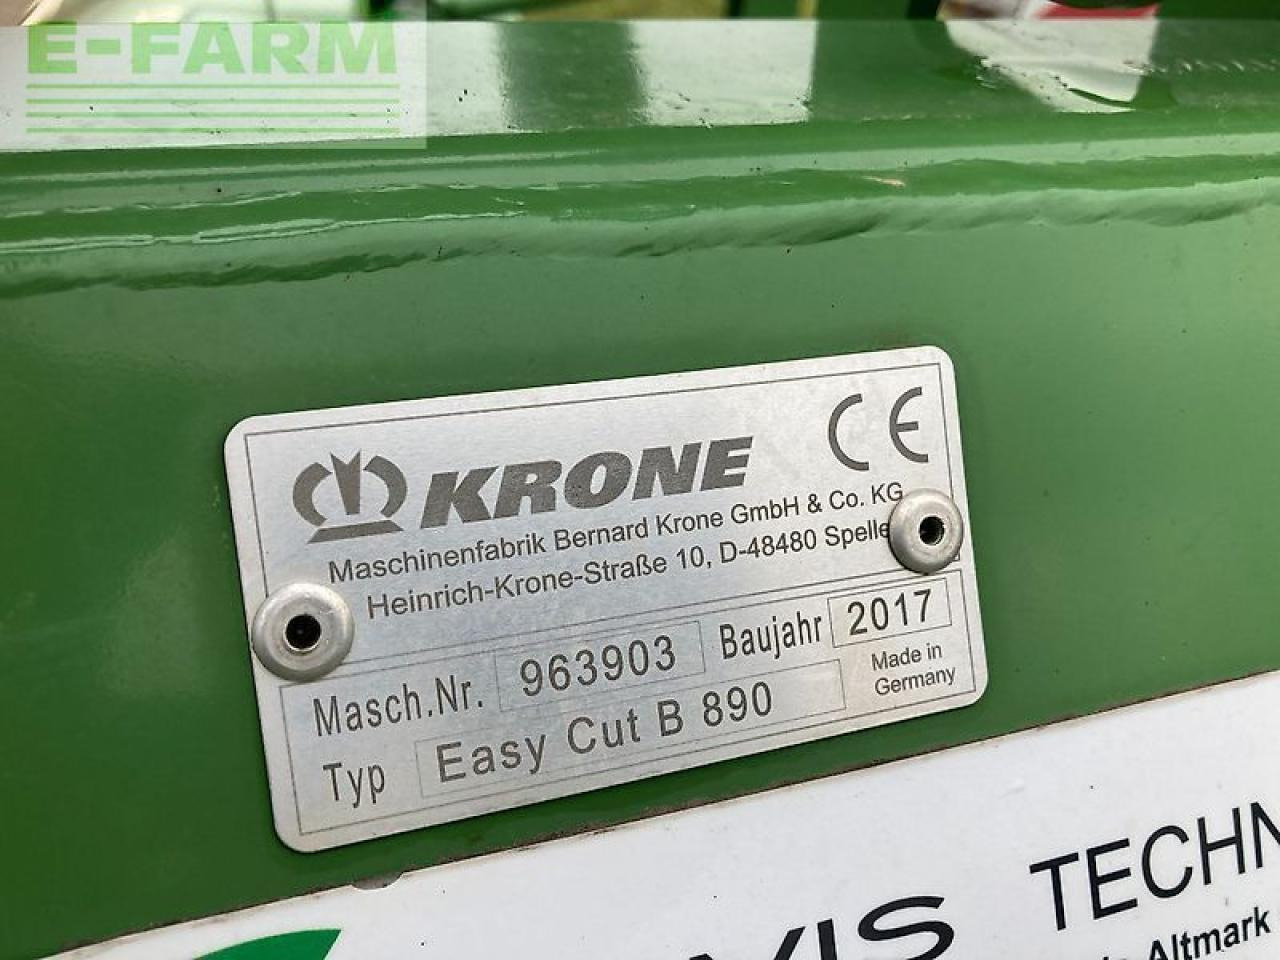 E-FARM
KRONE CE
Maschinenfabrik Bernard Krone GmbH & Co. KG
Heinrich-Krone-Straße 10, D-48480 Spelle
Masch.Nr. 963903 Baujahr 2017
Typ Easy Cut B 890 Made in
Germany
TECHN
Altmark